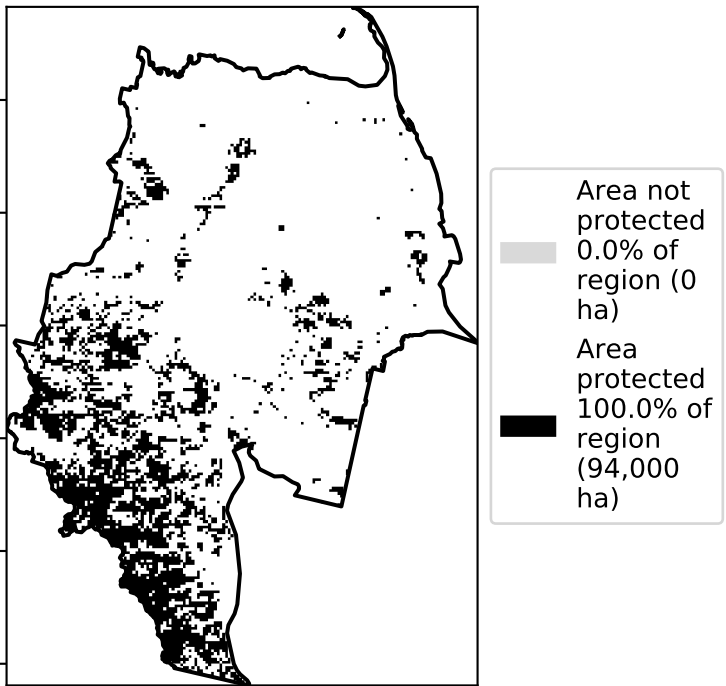 Area not
protected
0.0% of
region (0
ha)
Area
protected
100.0% of
region
(94,000
ha)